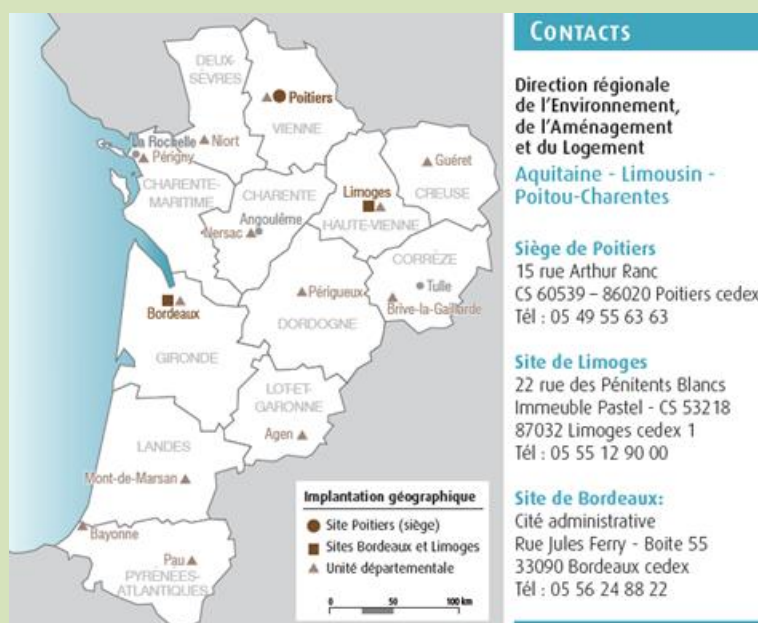 DEUX-
SÈVRES
Poitiers
VIENNE
La Rochelle
Niort
Périgny
Guéret
CHARENTE-
MARITIME
CHARENTE
Limoges
CREUSE
Angoulême
HAUTE-VIENNE
Nersac
CORRÈZE
Périgueux
Tulle
Brive-la-Gaillarde
Bordeaux
DORDOGNE
GIRONDE
LOT-ET-
GARONNE
Agen
LANDES
Mont-de-Marsan
Bayonne
Pau
PYRÉNÉES-
ATLANTIQUES
Implantation géographique
Site Poitiers (siège)
Sites Bordeaux et Limoges
Unité départementale
0 50 100 km
CONTACTS
Direction régionale
de l'Environnement,
de l'Aménagement
et du Logement
Aquitaine - Limousin -
Poitou-Charentes
Siège de Poitiers
15 rue Arthur Ranc
CS 60539 – 86020 Poitiers cedex
Tél : 05 49 55 63 63
Site de Limoges
22 rue des Pénitents Blancs
Immeuble Pastel - CS 53218
87032 Limoges cedex 1
Tél : 05 55 12 90 00
Site de Bordeaux:
Cité administrative
Rue Jules Ferry - Boite 55
33090 Bordeaux cedex
Tél : 05 56 24 88 22